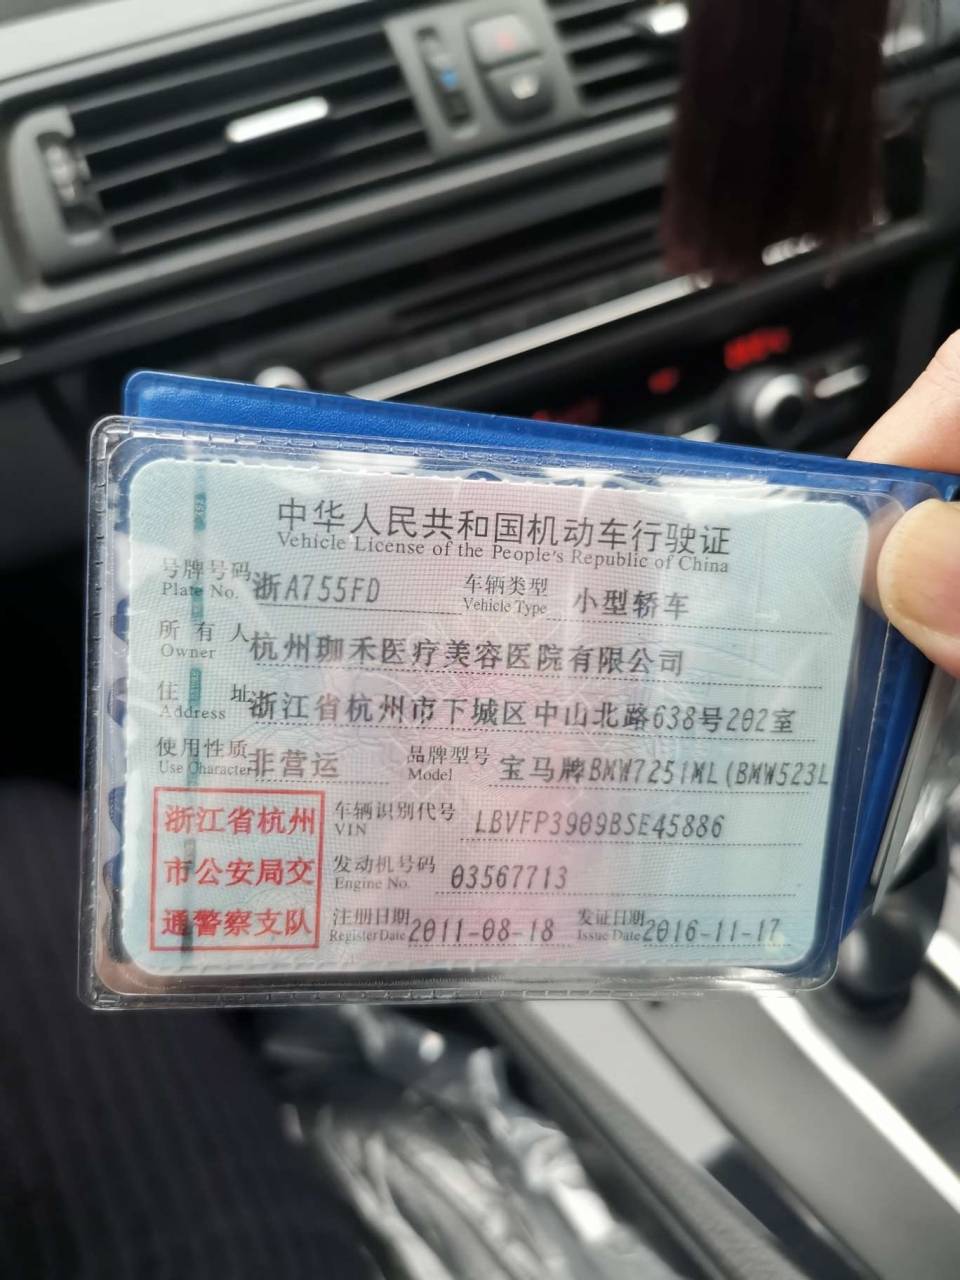 中华人民共和国机动车行驶证
Vehicle License of the People's Republic of China
号牌号码 浙A755FD 车辆类型 小型轿车
Plate No. Vehicle Type
所有人 杭州珈禾医疗美容医院有限公司
Owner
住址 浙江省杭州市下城区中山北路638号202室
Address
使用性质 非营运 品牌型号 宝马牌BMW7251ML(BMW523L
Use Character Model
浙江省杭州
市公安局交
通警察支队
车辆识别代号 LBVFP3909BSE45886
VIN
发动机号码 03567713
Engine No.
注册日期 2011-08-18 发证日期 2016-11-17
Register Date Issue Date